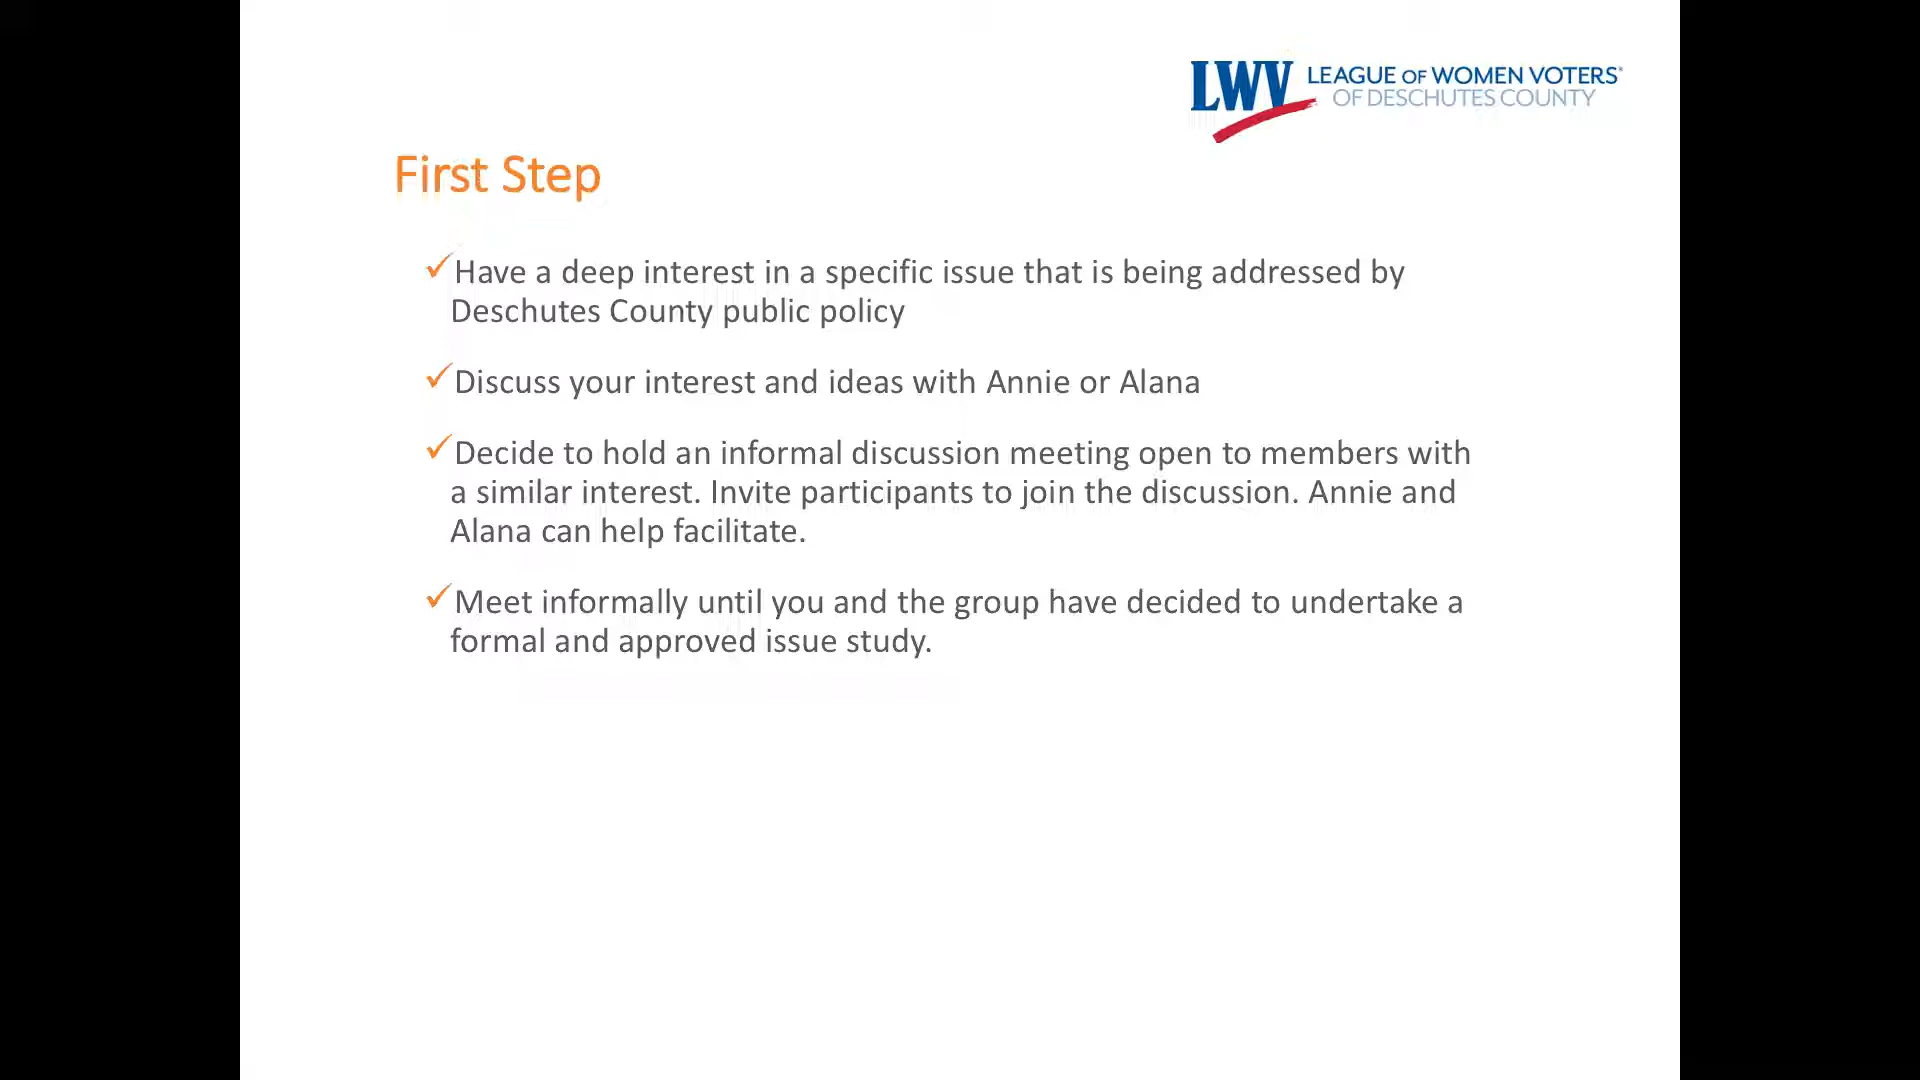 LWV LEAGUE OF WOMEN VOTERS®
OF DESCHUTES COUNTY
First Step
✓Have a deep interest in a specific issue that is being addressed by
Deschutes County public policy
✓Discuss your interest and ideas with Annie or Alana
✓Decide to hold an informal discussion meeting open to members with
a similar interest. Invite participants to join the discussion. Annie and
Alana can help facilitate.
✓Meet informally until you and the group have decided to undertake a
formal and approved issue study.